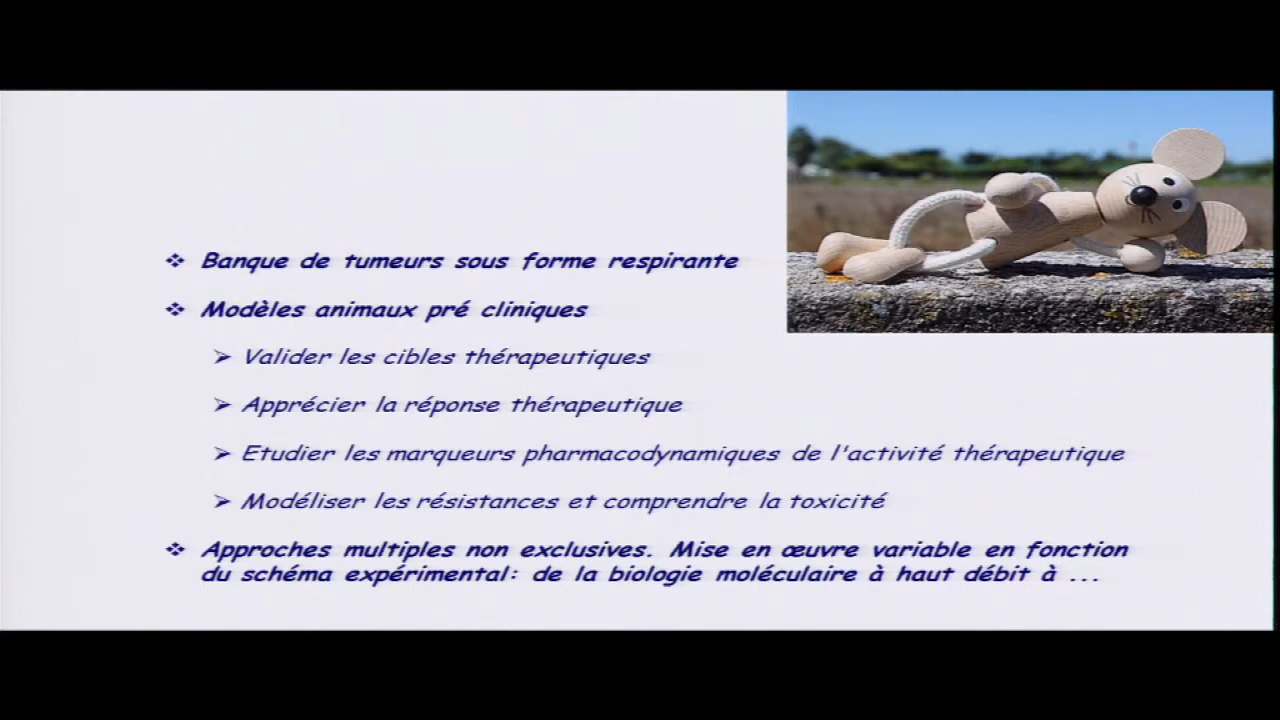 Banque de tumeurs sous forme respirante
Modèles animaux pré cliniques
Valider les cibles thérapeutiques
Apprécier la réponse thérapeutique
Etudier les marqueurs pharmacodynamiques de l'activité thérapeutique
Modéliser les résistances et comprendre la toxicité
Approches multiples non exclusives. Mise en œuvre variable en fonction
du schéma expérimental: de la biologie moléculaire à haut débit à ...